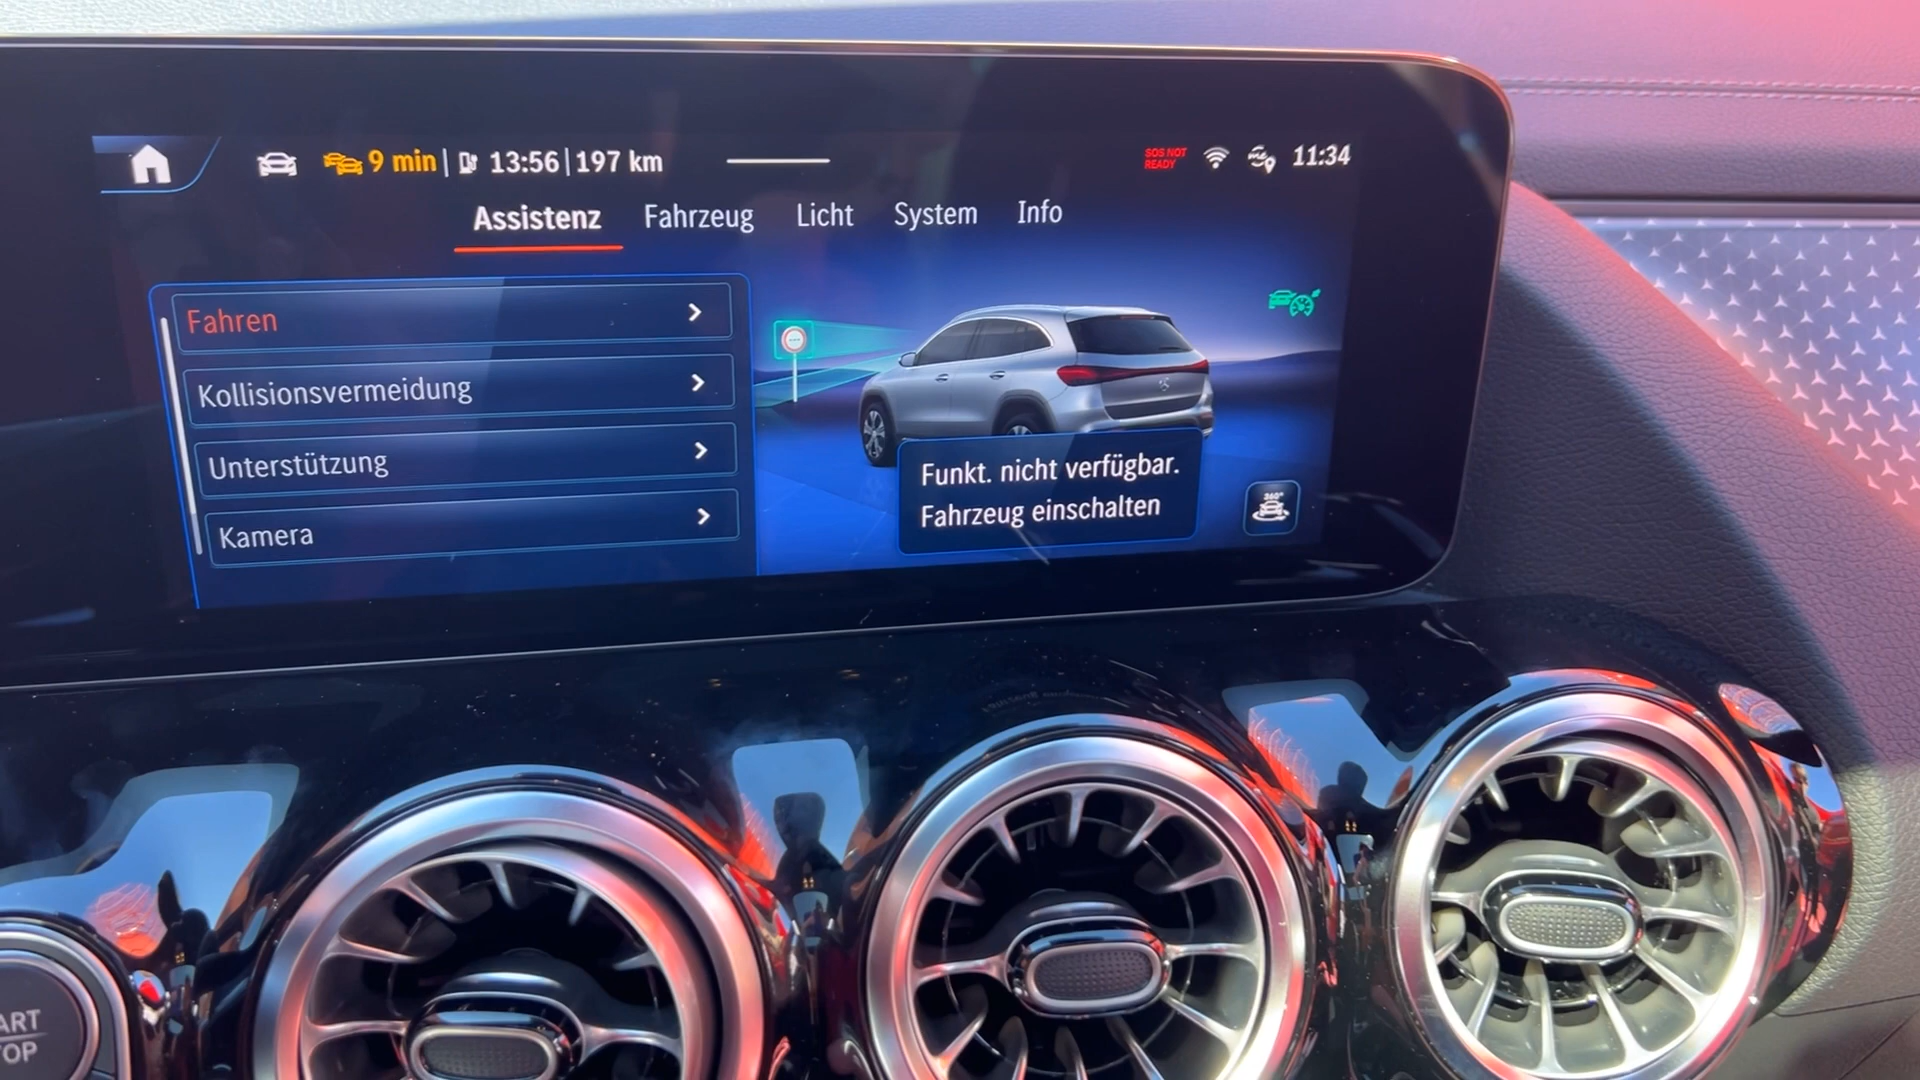 9 min | 13:56 | 197 km
SOS NOT
READY
11:34
Assistenz Fahrzeug Licht System Info
Fahren
Kollisionsvermeidung
Unterstützung
Kamera
Funkt. nicht verfügbar.
Fahrzeug einschalten
360°
ART
OP